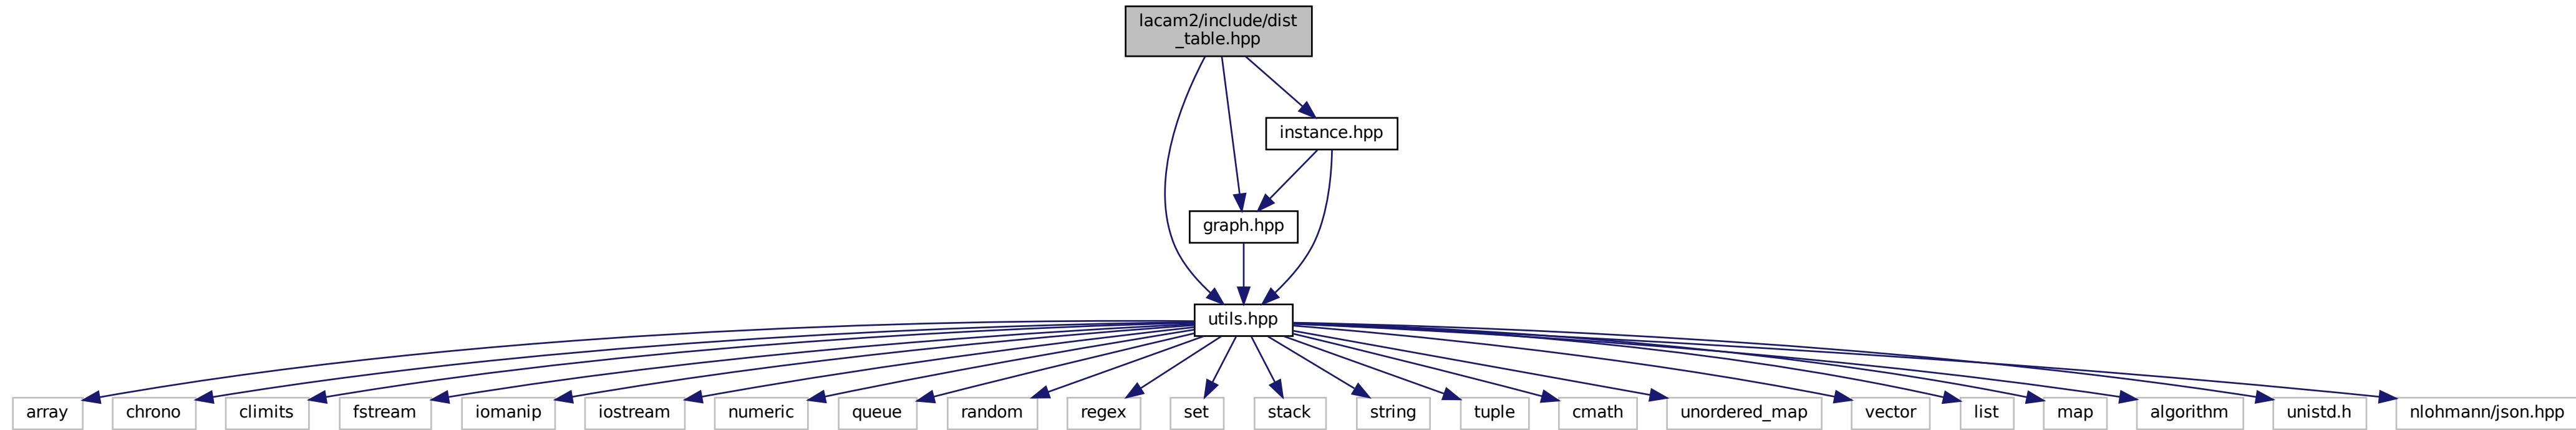 lacam2/include/dist
_table.hpp
instance.hpp
graph.hpp
utils.hpp
array
chrono
climits
fstream
iomanip
iostream
numeric
queue
random
regex
set
stack
string
tuple
cmath
unordered_map
vector
list
map
algorithm
unistd.h
nlohmann/json.hpp